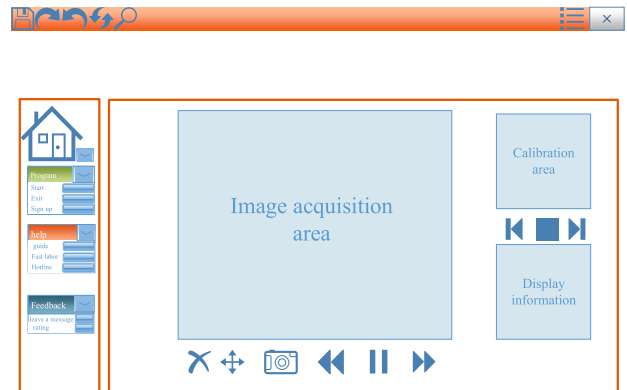 Program
Start
Exit
Sign up
help
guide
Fast labor
Hotline
Feedback
leave a message
rating
Image acquisition
area
Calibration
area
Display
information